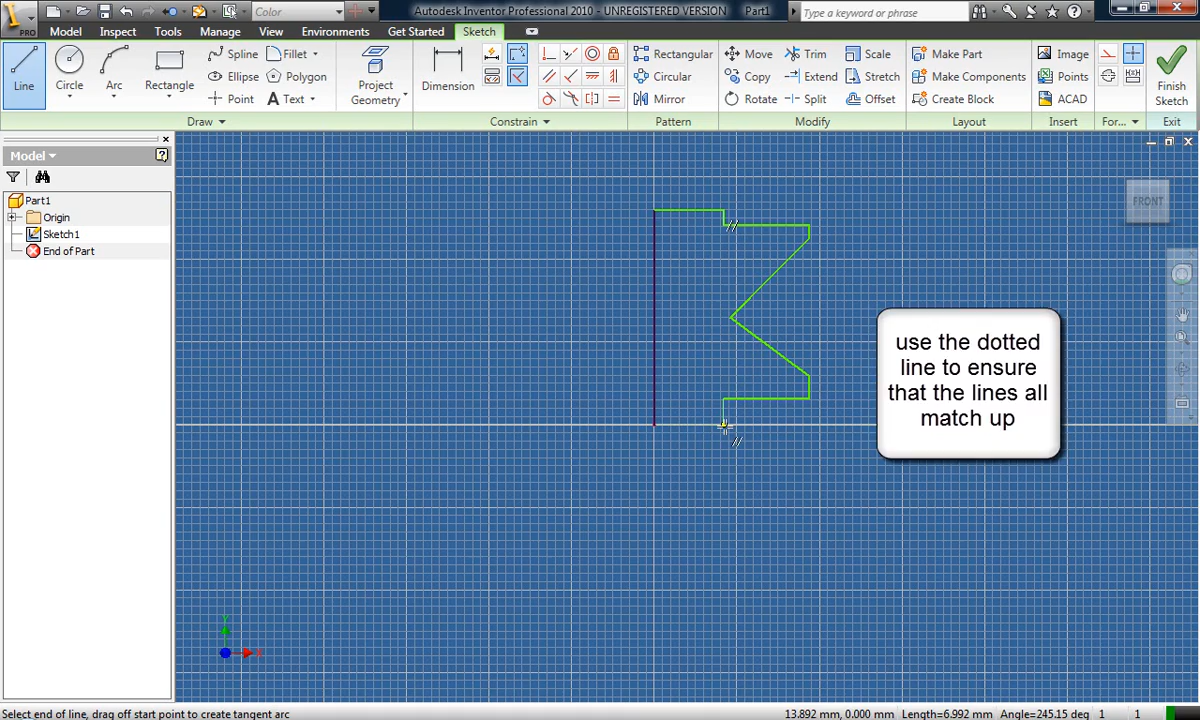 Color
Autodesk Inventor Professional 2010 - UNREGISTERED VERSION Part1
Type a keyword or phrase
PRO
Model Inspect Tools Manage View Environments Get Started Sketch
Line
Circle
Arc
Rectangle
Spline
Ellipse
Point
Fillet
Polygon
Text
Project
Geometry
Dimension
Rectangular
Circular
Mirror
Move
Copy
Rotate
Trim
Extend
Split
Scale
Stretch
Offset
Make Part
Make Components
Create Block
Image
Points
ACAD
Finish
Sketch
Draw
Constrain
Pattern
Modify
Layout
Insert
For...
Exit
Model
Part1
Origin
Sketch1
End of Part
FRONT
use the dotted
line to ensure
that the lines all
match up
Y
X
Select end of line, drag off start point to create tangent arc
13.892 mm, 0.000 mm Length=6.992 mm Angle=245.15 deg 1 1